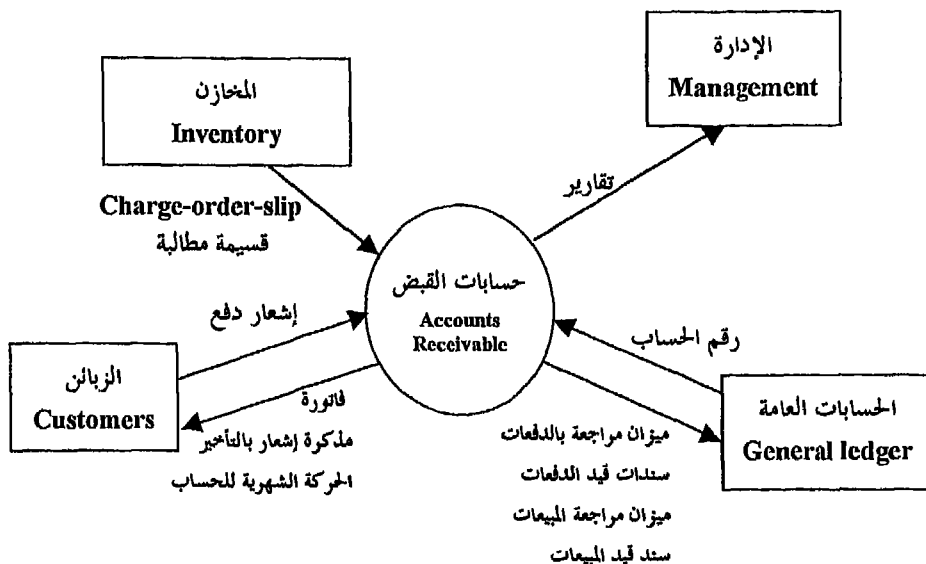 الإدارة
Management
المخازن
Inventory
Charge-order-slip
قسيمة مطالبة
تقارير
حسابات القبض
Accounts
Receivable
إشعار دفع
رقم الحساب
الزبائن
Customers
فاتورة
مذكرة إشعار بالتأخير
الحركة الشهرية للحساب
الحسابات العامة
General ledger
ميزان مراجعة بالدفعات
سندات قيد الدفعات
ميزان مراجعة المبيعات
سند قيد المبيعات